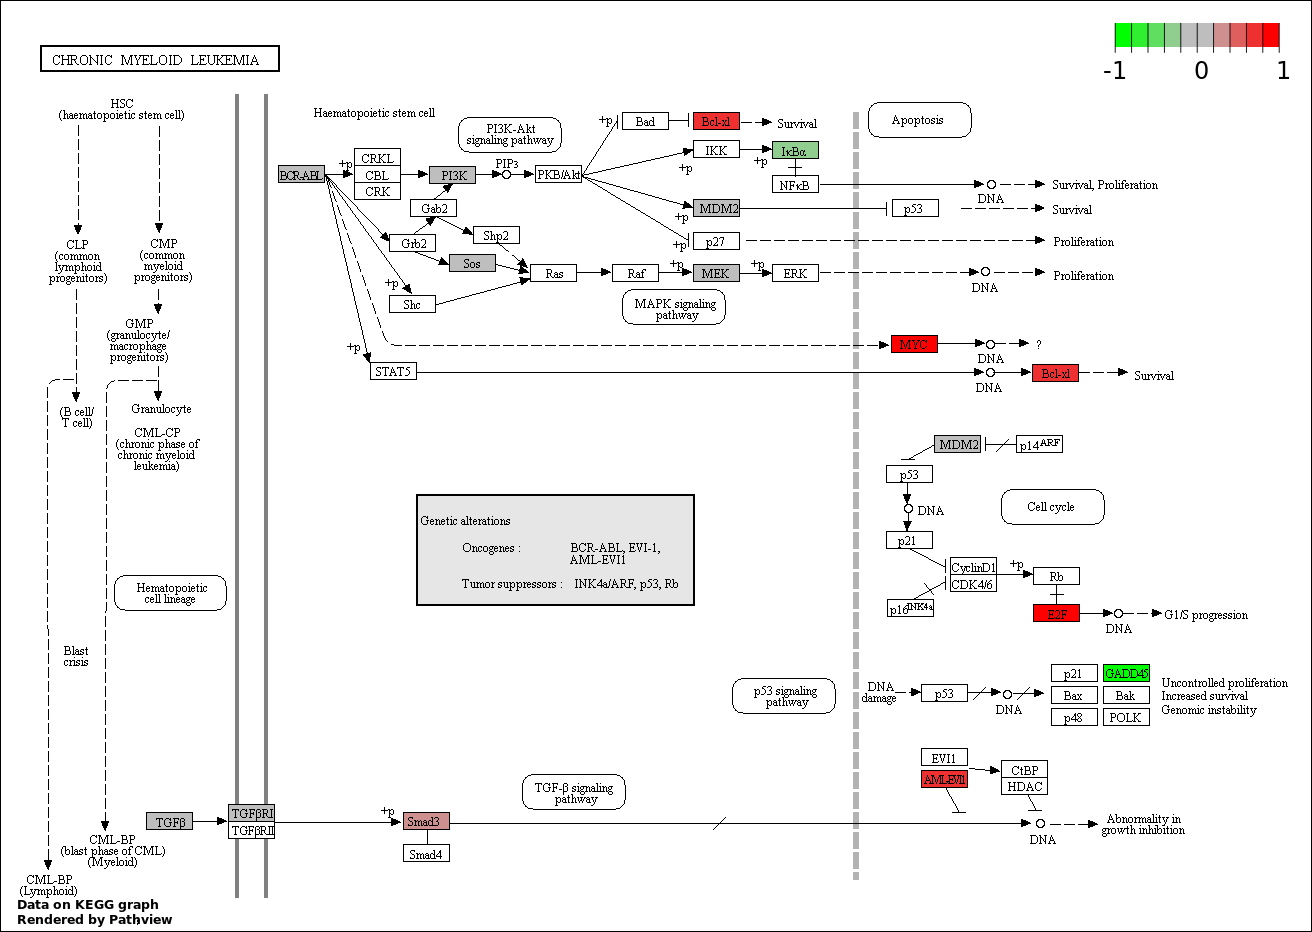 -1 0 1
CHRONIC MYELOID LEUKEMIA
HSC
(haematopoietic stem cell)
CLP
(common
lymphoid
progenitors)
CMP
(common
myeloid
progenitors)
GMP
(granulocyte/
macrophage
progenitors)
(B cell/
T cell)
Granulocyte
CML-CP
(chronic phase of
chronic myeloid
leukemia)
Hematopoietic
cell lineage
Blast
crisis
CML-BP
(blast phase of CML)
(Myeloid)
CML-BP
(Lymphoid)
Haematopoietic stem cell
PI3K-Akt
signaling pathway
Apoptosis
BCR-ABL
+p
CRKL
CBL
CRK
PI3K
PIP3
PKB/Akt
+p
Bad
Bcl-xl
Survival
IKK
+p
+p
IκBα
NFκB
DNA
Survival, Proliferation
MDM2
+p
p53
Survival
p27
+p
Proliferation
Gab2
Grb2
Shp2
Sos
Ras
Raf
+p
MEK
+p
ERK
DNA
Proliferation
+p
Shc
MAPK signaling
pathway
MYC
DNA
?
+p
STAT5
DNA
Bcl-xl
Survival
MDM2
p14ARF
p53
DNA
Cell cycle
p21
CyclinD1
CDK4/6
+p
Rb
p16INK4a
E2F
DNA
G1/S progression
Genetic alterations
Oncogenes : BCR-ABL, EVI-1,
AML-EVI1
Tumor suppressors : INK4a/ARF, p53, Rb
p53 signaling
pathway
DNA
damage
p53
DNA
p21
GADD45
Bax
Bak
p48
POLK
Uncontrolled proliferation
Increased survival
Genomic instability
EVI1
AML-EVI1
CtBP
HDAC
TGF-β signaling
pathway
TGFβ
TGFβRI
TGFβRII
+p
Smad3
Smad4
DNA
Abnormality in
growth inhibition
Data on KEGG graph
Rendered by Pathview